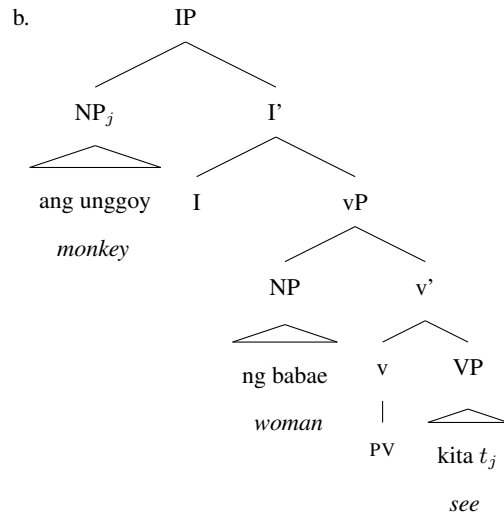 b. IP
NP_j I'
ang unggoy I vP
monkey
NP v'
ng babae v VP
woman PV kita t_j
see